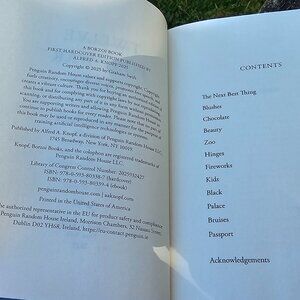 A BORZOI BOOK
FIRST HARDCOVER EDITION PUBLISHED BY
ALFRED A. KNOPF 2025
Copyright © 2025 by Graham Swift
Penguin Random House values and supports copyright. Copyright
fuels creativity, encourages diverse voices, promotes free speech, and
creates a vibrant culture. Thank you for buying an authorized edition of
this book and for complying with copyright laws by not reproducing,
scanning, or distributing any part of it in any form without permission.
You are supporting writers and allowing Penguin Random House to
continue to publish books for every reader. Please note that no part of
this book may be used or reproduced in any manner for the purpose of
training artificial intelligence technologies or systems.
Published by Alfred A. Knopf, a division of Penguin Random House LLC,
1745 Broadway, New York, NY 10019.
Knopf, Borzoi Books, and the colophon are registered trademarks of
Penguin Random House LLC.
Library of Congress Control Number: 2025932427
ISBN: 978-0-593-80338-7 (hardcover)
ISBN: 978-0-593-80339-4 (ebook)
penguinrandomhouse.com | aaknopf.com
Printed in the United States of America
The authorized representative in the EU for product safety and compliance
is Penguin Random House Ireland, Morrison Chambers, 32 Nassau Street,
Dublin D02 YH68, Ireland, https://eu-contact.penguin.ie
CONTENTS
The Next Best Thing
Blushes
Chocolate
Beauty
Zoo
Hinges
Fireworks
Kids
Black
Palace
Bruises
Passport
Acknowledgements